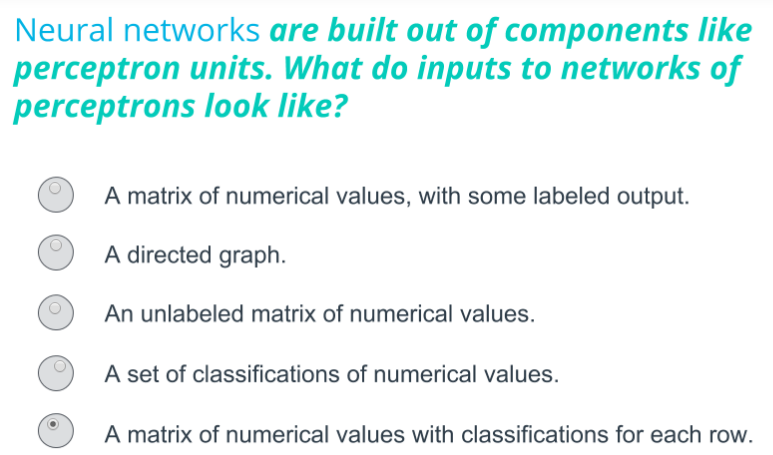 Neural networks are built out of components like
perceptron units. What do inputs to networks of
perceptrons look like?
A matrix of numerical values, with some labeled output.
A directed graph.
An unlabeled matrix of numerical values.
A set of classifications of numerical values.
A matrix of numerical values with classifications for each row.